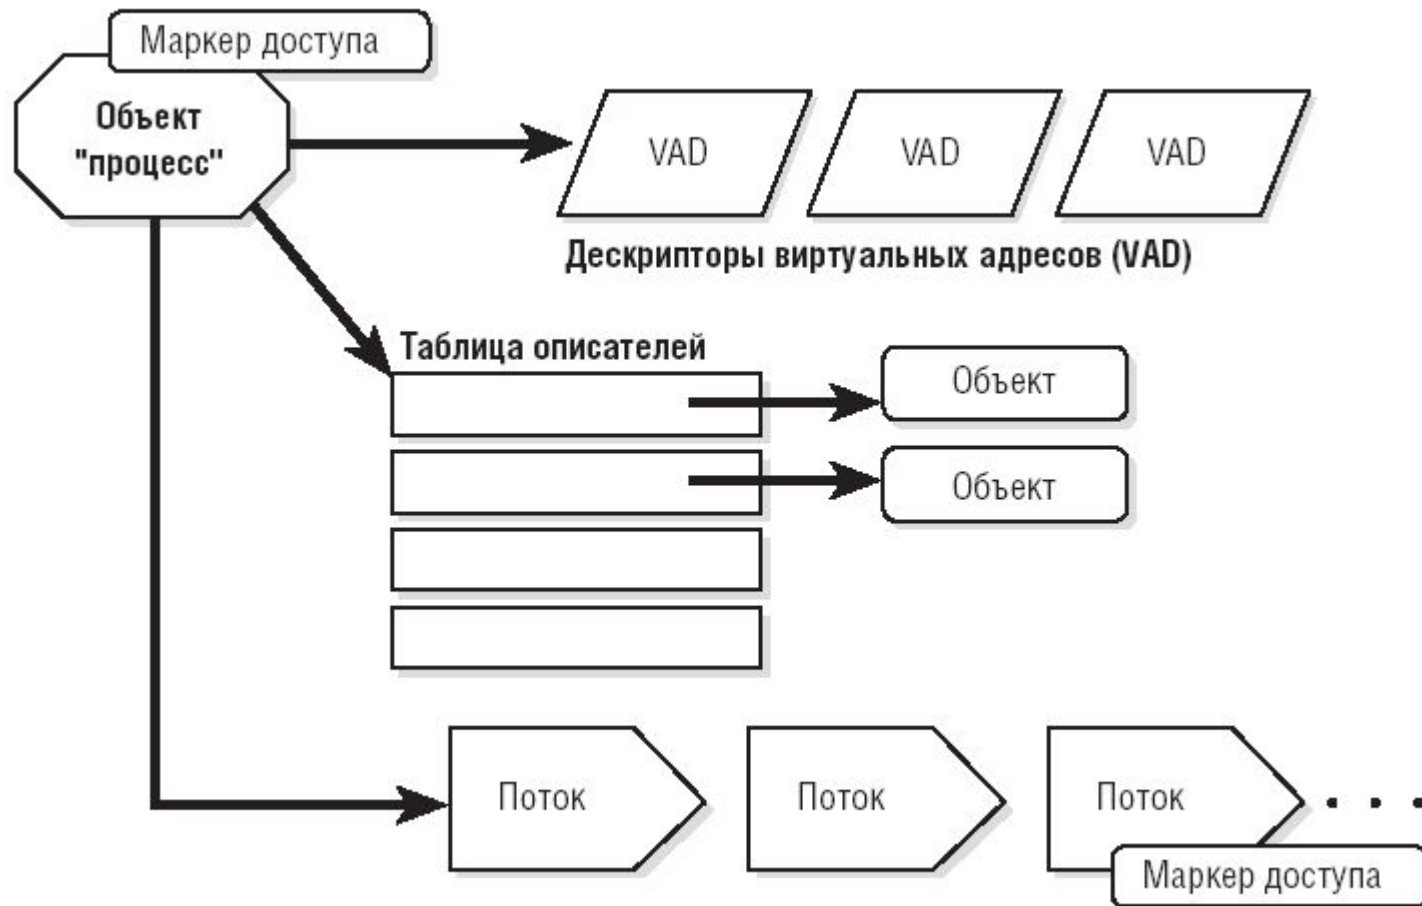 Маркер доступа
Объект
"процесс"
VAD
VAD
VAD
Дескрипторы виртуальных адресов (VAD)
Таблица описателей
Объект
Объект
Поток
Поток
Поток
Маркер доступа